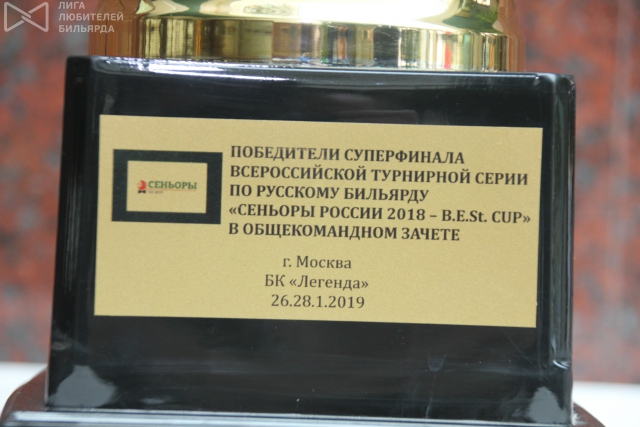 ЛИГА
ЛЮБИТЕЛЕЙ
БИЛЬЯРДА
СЕНЬОРЫ
ПОБЕДИТЕЛИ СУПЕРФИНАЛА
ВСЕРОССИЙСКОЙ ТУРНИРНОЙ СЕРИИ
ПО РУССКОМУ БИЛЬЯРДУ
«СЕНЬОРЫ РОССИИ 2018 – B.E.St. CUP»
В ОБЩЕКОМАНДНОМ ЗАЧЕТЕ
г. Москва
БК «Легенда»
26.28.1.2019